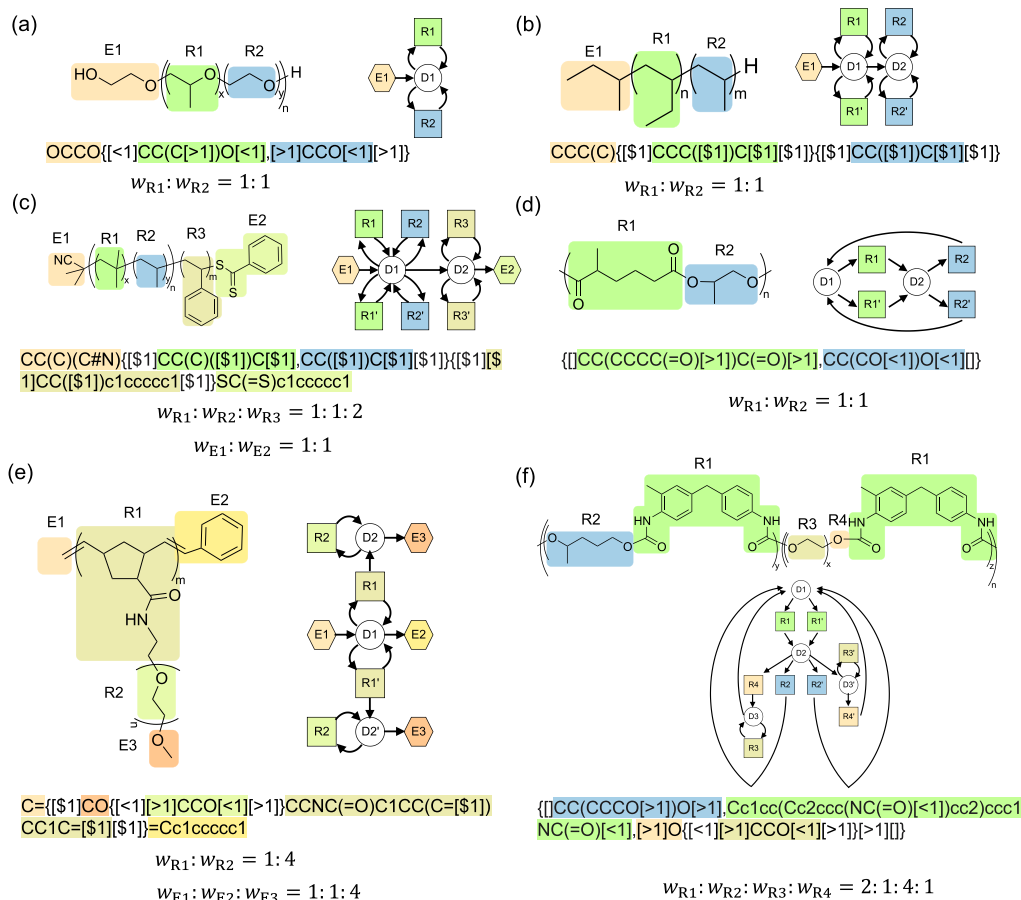 (a)
E1
R1
R2
HO
O
O
x
O
y
n
H
R1
E1
D1
R2
OCCO{[<1]CC(C[>1])O[<1],[>1]CCO[<1][>1]}
wR1:wR2 = 1:1
(b)
E1
R1
R2
n
m
H
R1
R2
E1
D1
D2
R1'
R2'
CCC(C){[$1]CCC([$1])C[$1][$1]}{[$1]CC([$1])C[$1][$1]}
wR1:wR2 = 1:1
(c)
E1
R1
R2
R3
E2
NC
x
y
n
m
S
S
R1
R2
R3
E1
D1
D2
E2
R1'
R2'
R3'
CC(C)(C#N){[$1]CC(C)([$1])C[$1],CC([$1])C[$1][$1]}{[$1][$
1]CC([$1])c1ccccc1[$1]}SC(=S)c1ccccc1
wR1:wR2:wR3 = 1:1:2
wE1:wE2 = 1:1
(d)
R1
R2
O
O
O
O
n
R1
R2
D1
D2
R1'
R2'
{[]CC(CCCC(=O)[>1])C(=O)[>1],CC(CO[<1])O[<1][]}
wR1:wR2 = 1:1
(e)
E1
R1
E2
m
O
HN
R2
O
n
E3
O
R2
D2
E3
R1
E1
D1
E2
R1'
R2
D2'
E3
C={[$1]CO{[<1][>1]CCO[<1][>1]}CCNC(=O)C1CC(C=[$1])
CC1C=[$1][$1]}=Cc1ccccc1
wR1:wR2 = 1:4
wE1:wE2:wE3 = 1:1:4
(f)
R1
R1
R2
R3
R4
O
O
HN
O
NH
O
y
O
x
O
HN
O
NH
O
z
n
D1
R1
R1'
D2
R3'
R4
R2
R2'
D3'
D3
R4'
R3
{[]CC(CCCO[>1])O[>1],Cc1cc(Cc2ccc(NC(=O)[<1])cc2)ccc1
NC(=O)[<1],[>1]O{[<1][>1]CCO[<1][>1]}[>1][]}
wR1:wR2:wR3:wR4 = 2:1:4:1